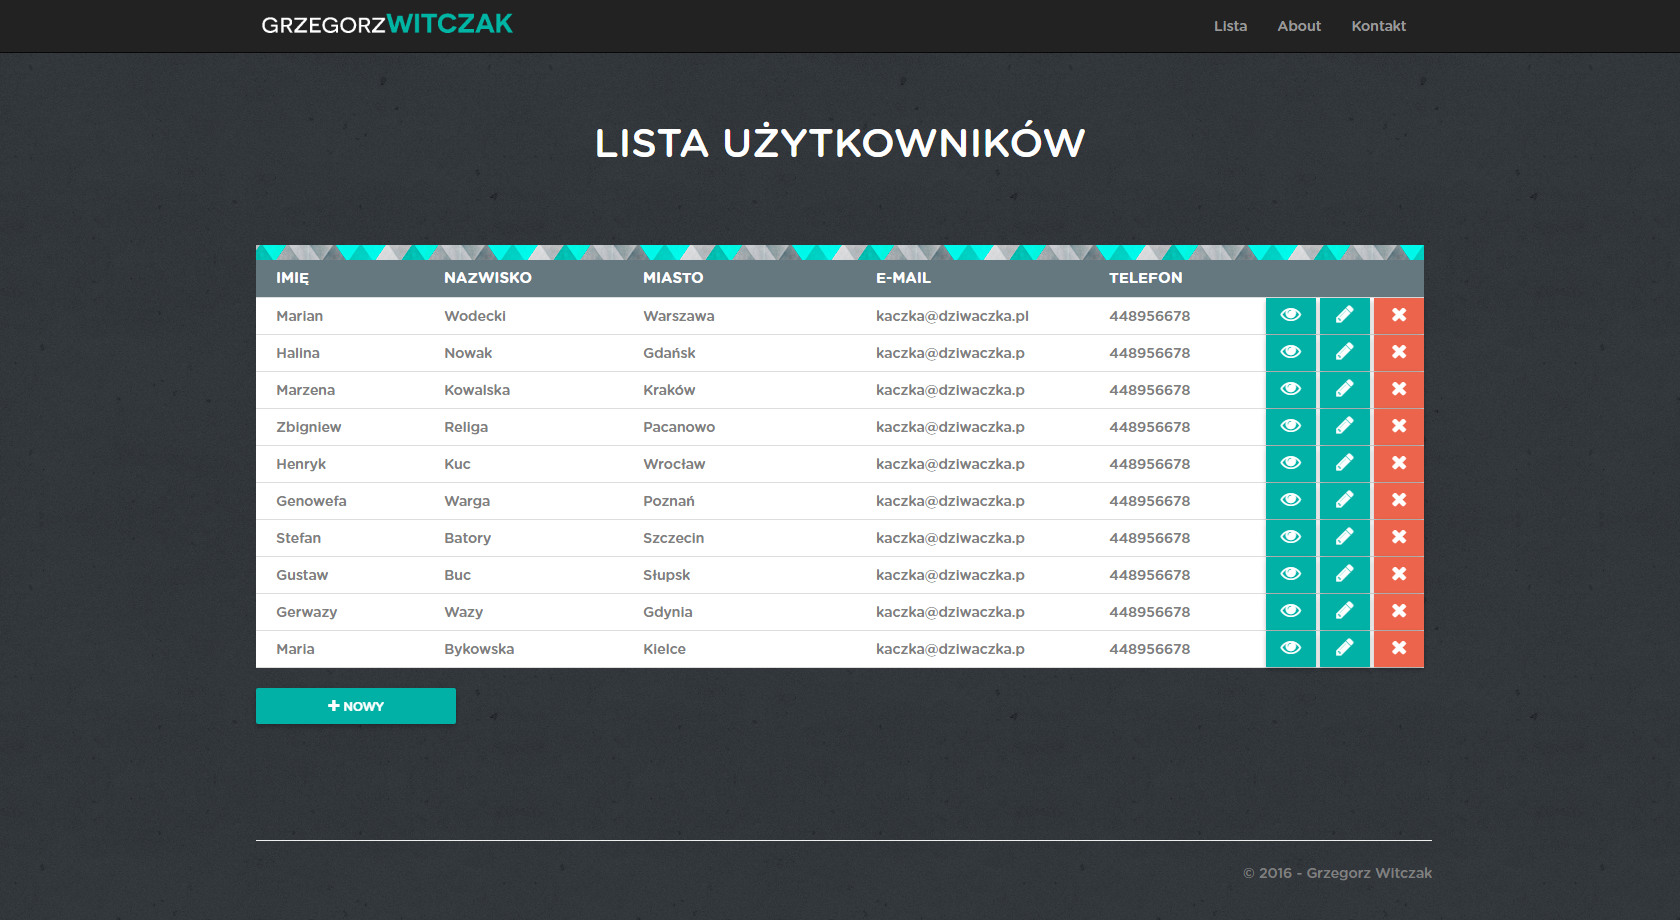 GRZEGORZWITCZAK Lista About Kontakt
LISTA UŻYTKOWNIKÓW
IMIĘ NAZWISKO MIASTO E-MAIL TELEFON
Marian Wodecki Warszawa kaczka@dziwaczka.pl 448956678
Halina Nowak Gdańsk kaczka@dziwaczka.p 448956678
Marzena Kowalska Kraków kaczka@dziwaczka.p 448956678
Zbigniew Religa Pacanowo kaczka@dziwaczka.p 448956678
Henryk Kuc Wrocław kaczka@dziwaczka.p 448956678
Genowefa Warga Poznań kaczka@dziwaczka.p 448956678
Stefan Batory Szczecin kaczka@dziwaczka.p 448956678
Gustaw Buc Słupsk kaczka@dziwaczka.p 448956678
Gerwazy Wazy Gdynia kaczka@dziwaczka.p 448956678
Maria Bykowska Kielce kaczka@dziwaczka.p 448956678
NOWY
© 2016 - Grzegorz Witczak